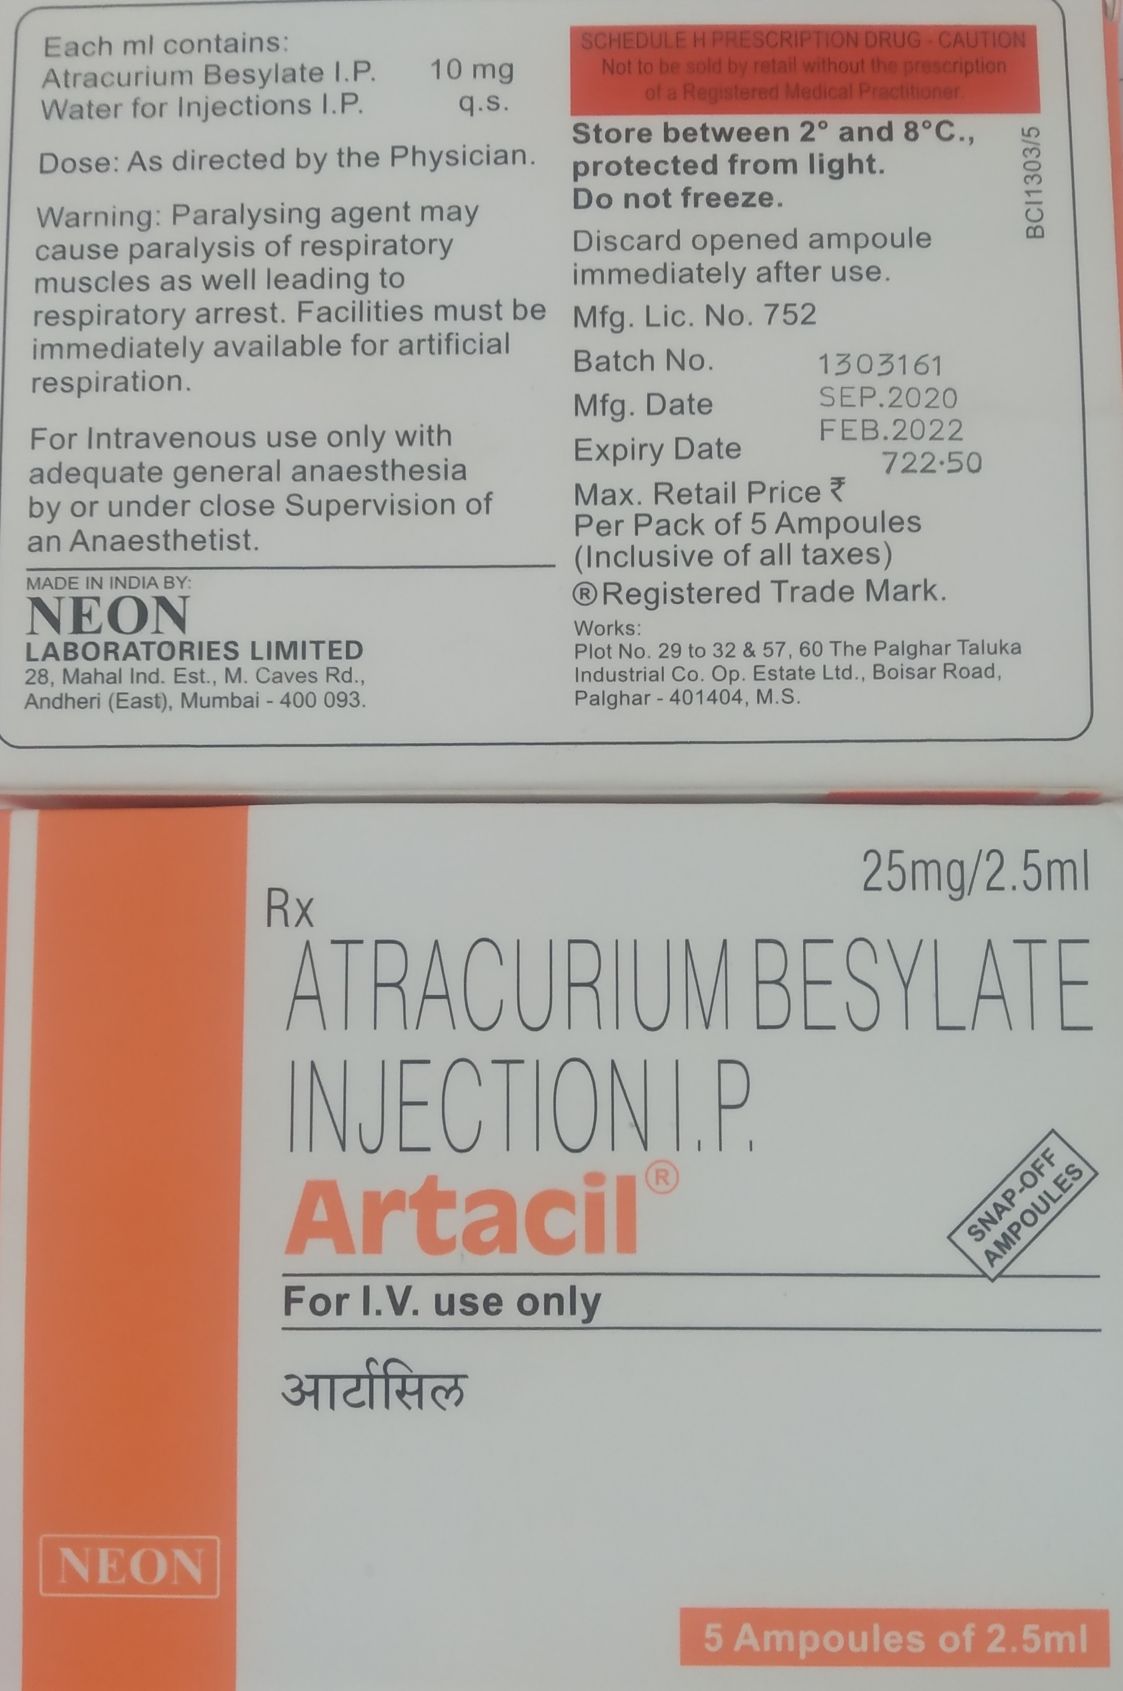 Each ml contains:
Atracurium Besylate I.P. 10 mg
Water for Injections I.P. q.s.
Dose: As directed by the Physician.
Warning: Paralysing agent may
cause paralysis of respiratory
muscles as well leading to
respiratory arrest. Facilities must be
immediately available for artificial
respiration.
For Intravenous use only with
adequate general anaesthesia
by or under close Supervision of
an Anaesthetist.
MADE IN INDIA BY:
NEON
LABORATORIES LIMITED
28, Mahal Ind. Est., M. Caves Rd.,
Andheri (East), Mumbai - 400 093.
SCHEDULE H PRESCRIPTION DRUG - CAUTION
Not to be sold by retail without the prescription
of a Registered Medical Practitioner.
Store between 2° and 8°C.,
protected from light.
Do not freeze.
Discard opened ampoule
immediately after use.
Mfg. Lic. No. 752
Batch No. 1303161
Mfg. Date SEP.2020
Expiry Date FEB.2022
Max. Retail Price ₹ 722.50
Per Pack of 5 Ampoules
(Inclusive of all taxes)
®Registered Trade Mark.
Works:
Plot No. 29 to 32 & 57, 60 The Palghar Taluka
Industrial Co. Op. Estate Ltd., Boisar Road,
Palghar - 401404, M.S.
BCI1303/5
25mg/2.5ml
Rx
ATRACURIUM BESYLATE
INJECTION I.P.
Artacil®
SNAP-OFF
AMPOULES
For I.V. use only
आर्टासिल
NEON
5 Ampoules of 2.5ml